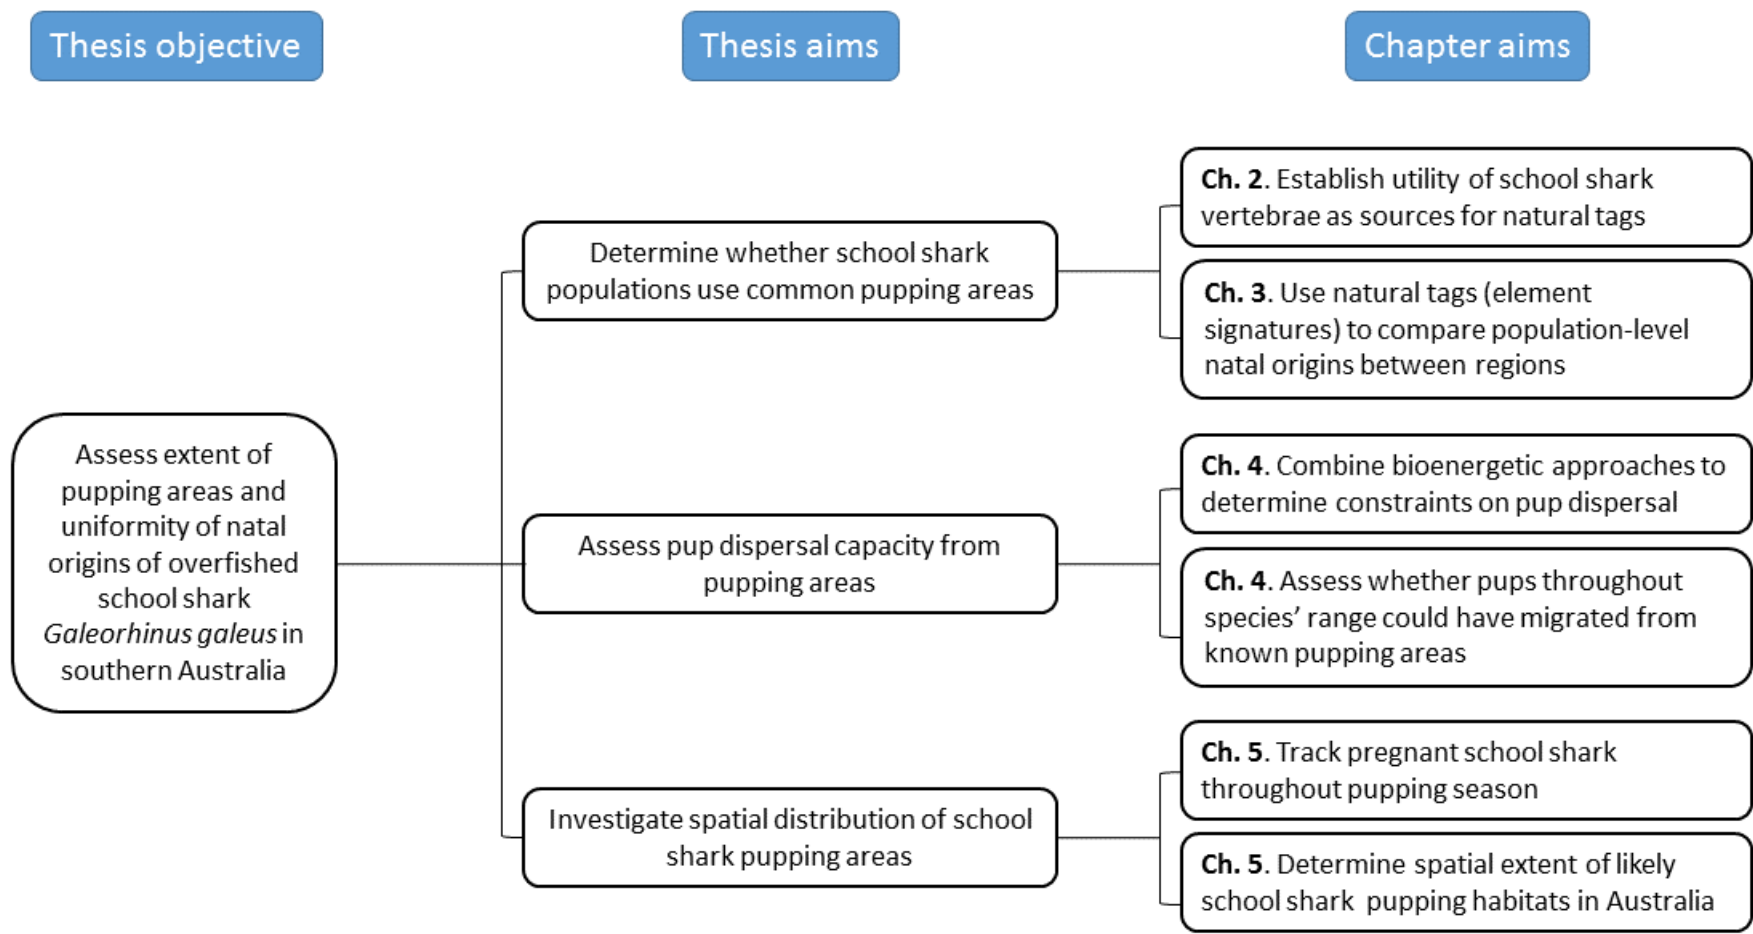 Thesis objective
Thesis aims
Chapter aims
Assess extent of
pupping areas and
uniformity of natal
origins of overfished
school shark
Galeorhinus galeus in
southern Australia
Determine whether school shark
populations use common pupping areas
Ch. 2. Establish utility of school shark
vertebrae as sources for natural tags
Ch. 3. Use natural tags (element
signatures) to compare population-level
natal origins between regions
Assess pup dispersal capacity from
pupping areas
Ch. 4. Combine bioenergetic approaches to
determine constraints on pup dispersal
Ch. 4. Assess whether pups throughout
species’ range could have migrated from
known pupping areas
Investigate spatial distribution of school
shark pupping areas
Ch. 5. Track pregnant school shark
throughout pupping season
Ch. 5. Determine spatial extent of likely
school shark pupping habitats in Australia